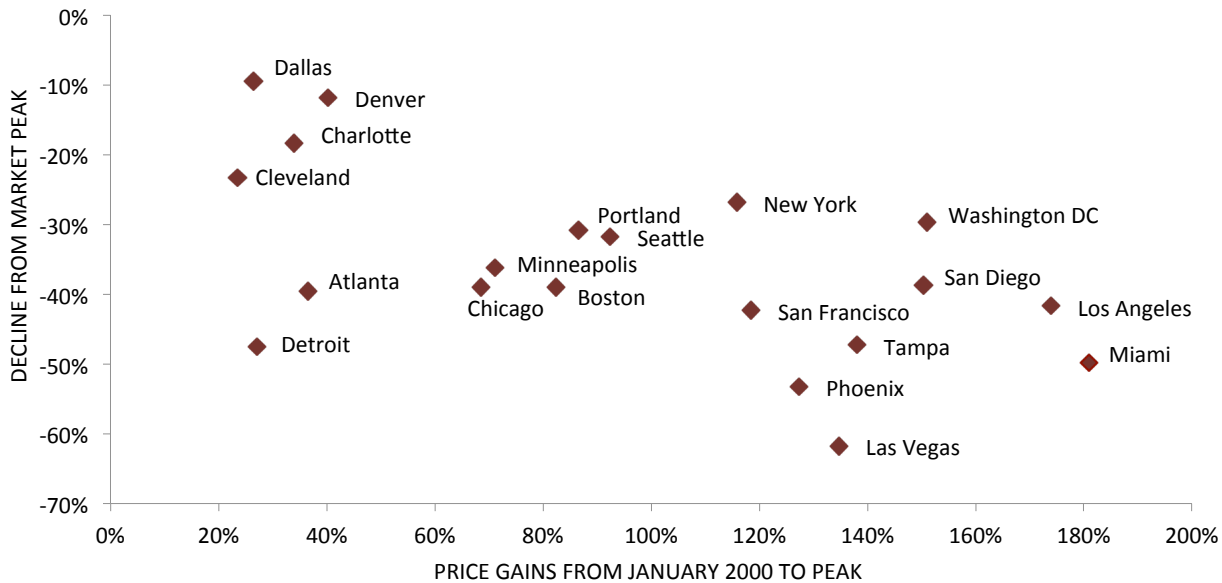 0%
-10%
-20%
-30%
-40%
-50%
-60%
-70%
DECLINE FROM MARKET PEAK
Dallas
Denver
Charlotte
Cleveland
New York
Portland
Washington DC
Seattle
Minneapolis
Atlanta
San Diego
Chicago
Boston
San Francisco
Los Angeles
Detroit
Tampa
Miami
Phoenix
Las Vegas
0%
20%
40%
60%
80%
100%
120%
140%
160%
180%
200%
PRICE GAINS FROM JANUARY 2000 TO PEAK